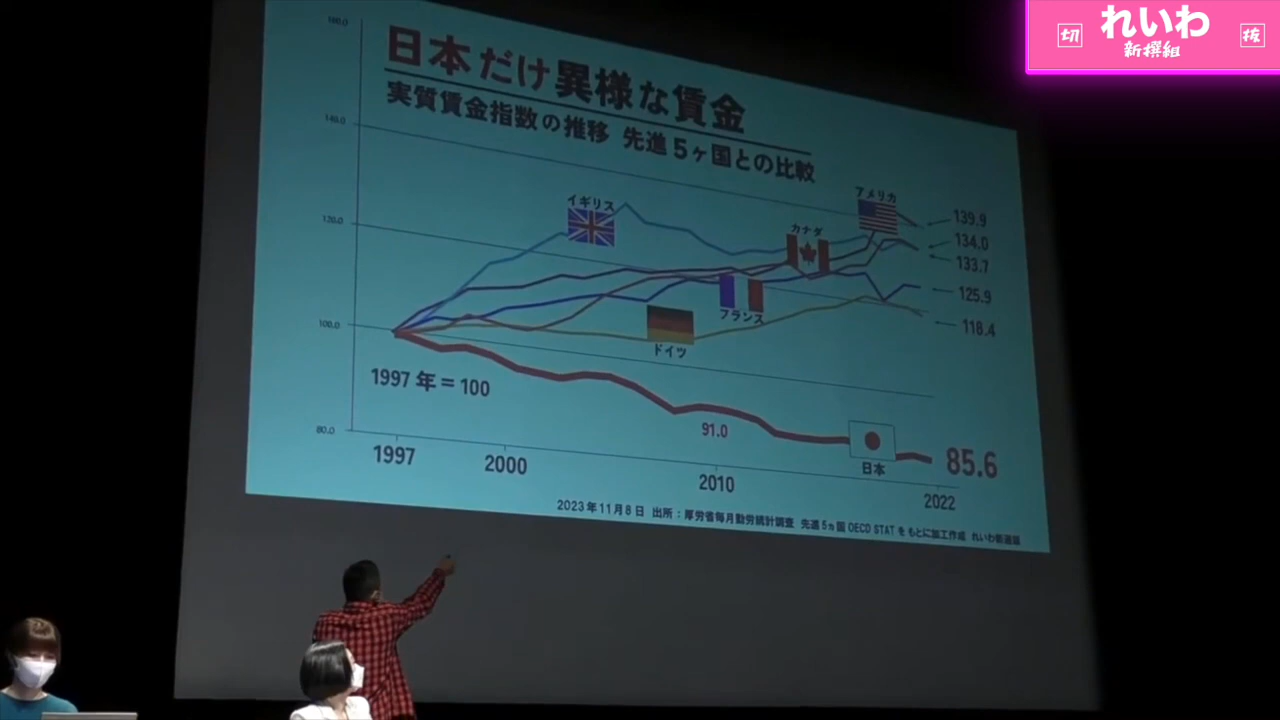 切
れいわ
新撰組
抜
160.0
140.0
120.0
100.0
80.0
日本だけ異様な賃金
実質賃金指数の推移 先進5ヶ国との比較
イギリス
アメリカ
カナダ
フランス
ドイツ
139.9
134.0
133.7
125.9
118.4
1997年=100
91.0
日本
85.6
1997
2000
2010
2022
2023年11月8日 出所:厚労省毎月勤労統計調査 先進5ヵ国 OECD STAT をもとに加工作成 れいわ新選組